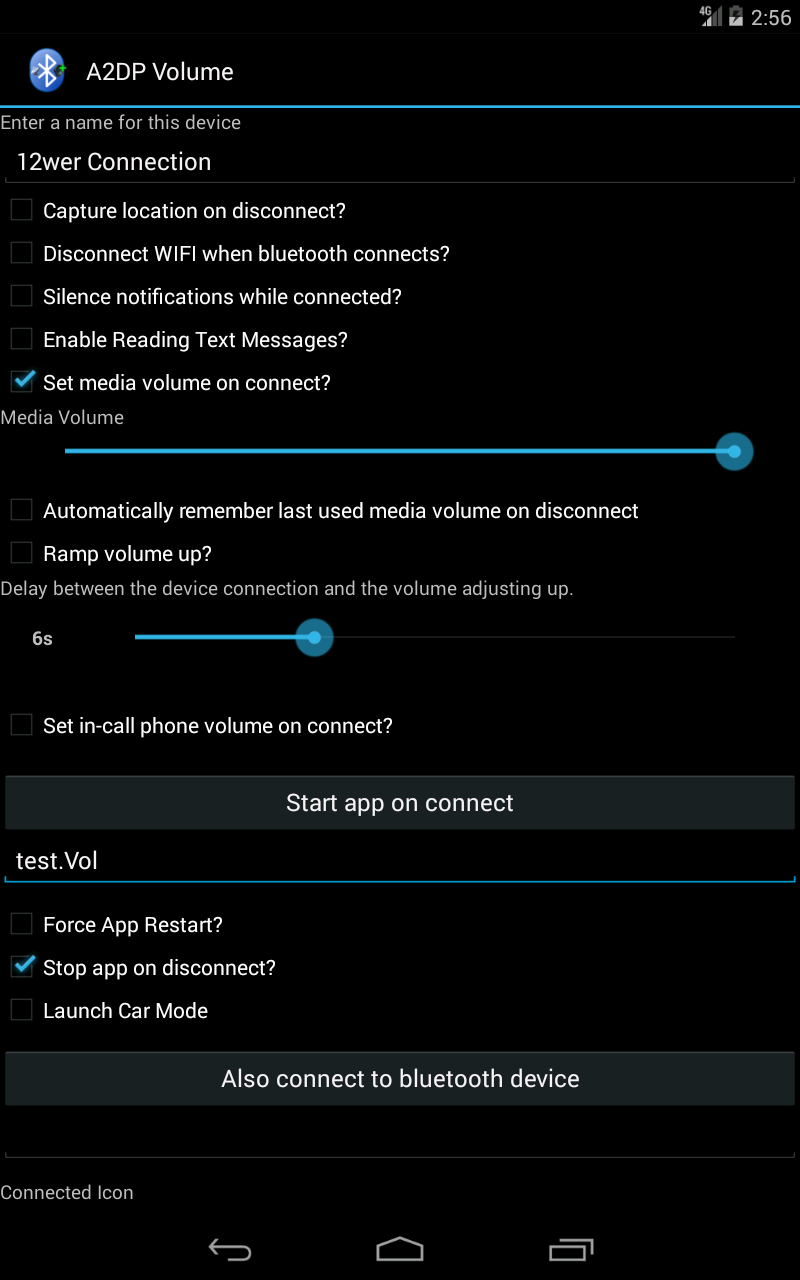 4G 2:56
A2DP Volume
Enter a name for this device
12wer Connection
Capture location on disconnect?
Disconnect WIFI when bluetooth connects?
Silence notifications while connected?
Enable Reading Text Messages?
Set media volume on connect?
Media Volume
Automatically remember last used media volume on disconnect
Ramp volume up?
Delay between the device connection and the volume adjusting up.
6s
Set in-call phone volume on connect?
Start app on connect
test.Vol
Force App Restart?
Stop app on disconnect?
Launch Car Mode
Also connect to bluetooth device
Connected Icon